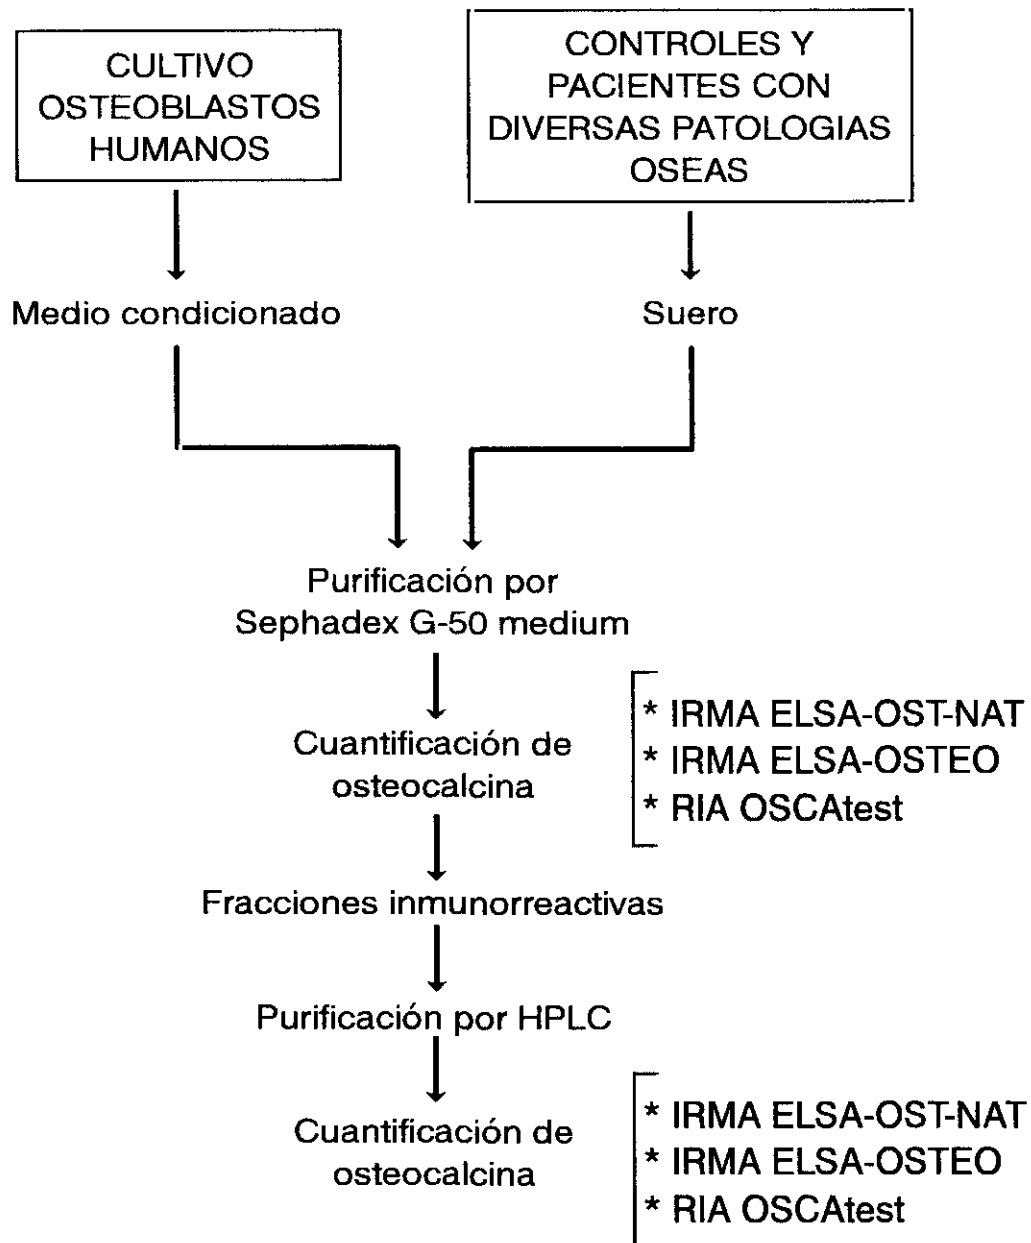 CULTIVO
OSTEOBLASTOS
HUMANOS
CONTROLES Y
PACIENTES CON
DIVERSAS PATOLOGIAS
OSEAS
Medio condicionado
Suero
Purificación por
Sephadex G-50 medium
Cuantificación de
osteocalcina
* IRMA ELSA-OST-NAT
* IRMA ELSA-OSTEO
* RIA OSCAtest
Fracciones inmunorreactivas
Purificación por HPLC
Cuantificación de
osteocalcina
* IRMA ELSA-OST-NAT
* IRMA ELSA-OSTEO
* RIA OSCAtest